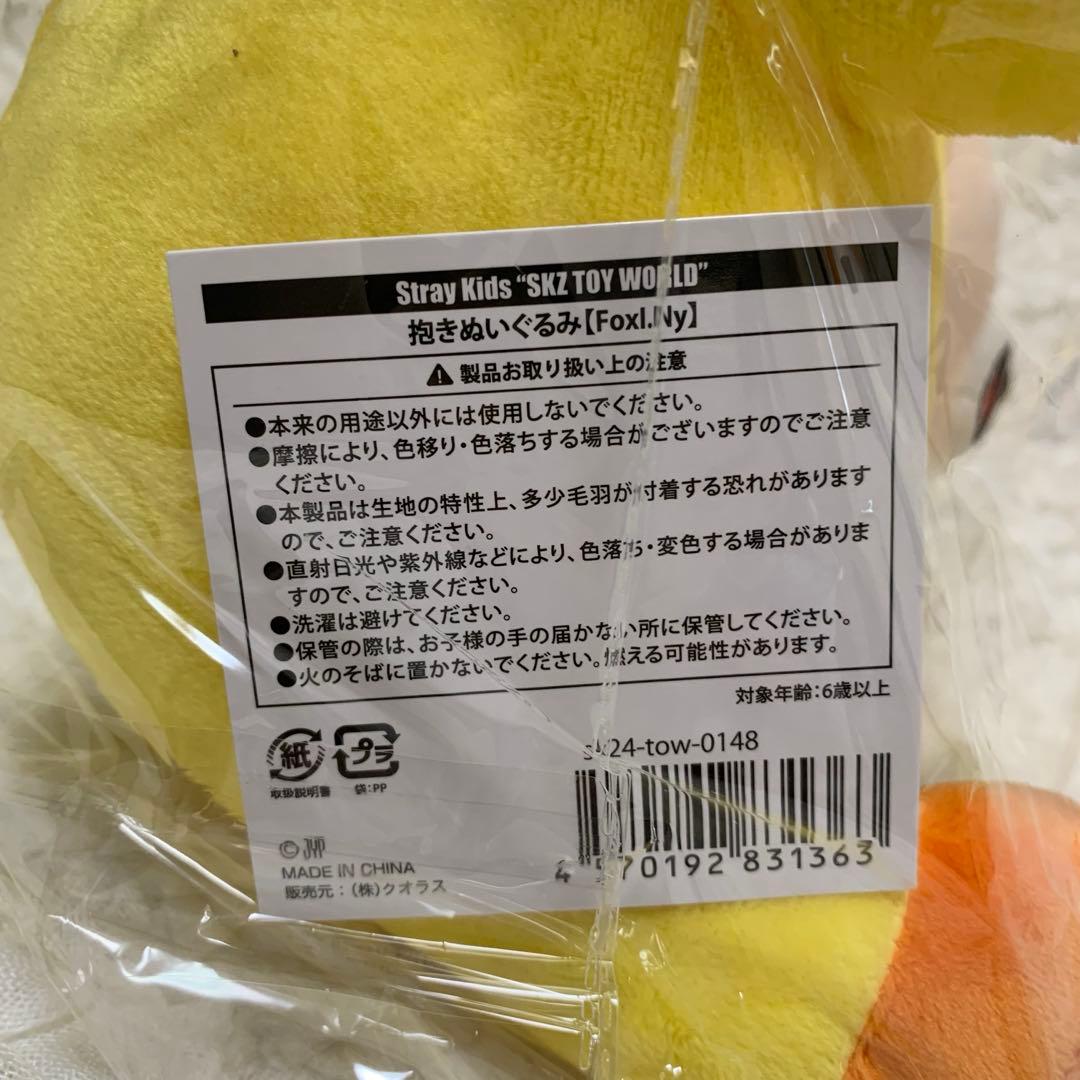 Stray Kids “SKZ TOY WORLD”
抱きぬいぐるみ【FoxI.Ny】
製品お取り扱い上の注意
●本来の用途以外には使用しないでください。
●摩擦により、色移り・色落ちする場合がございますのでご注意
ください。
●本製品は生地の特性上、多少毛羽が付着する恐れがあります
ので、ご注意ください。
●直射日光や紫外線などにより、色落ち・変色する場合がありま
すので、ご注意ください。
●洗濯は避けてください。
●保管の際は、お子様の手の届かない所に保管してください。
●火のそばに置かないでください。燃える可能性があります。
対象年齢:6歳以上
紙
プラ
取扱説明書
袋:PP
sk24-tow-0148
4 570192 831363
© JYP
MADE IN CHINA
販売元：(株)クオラス